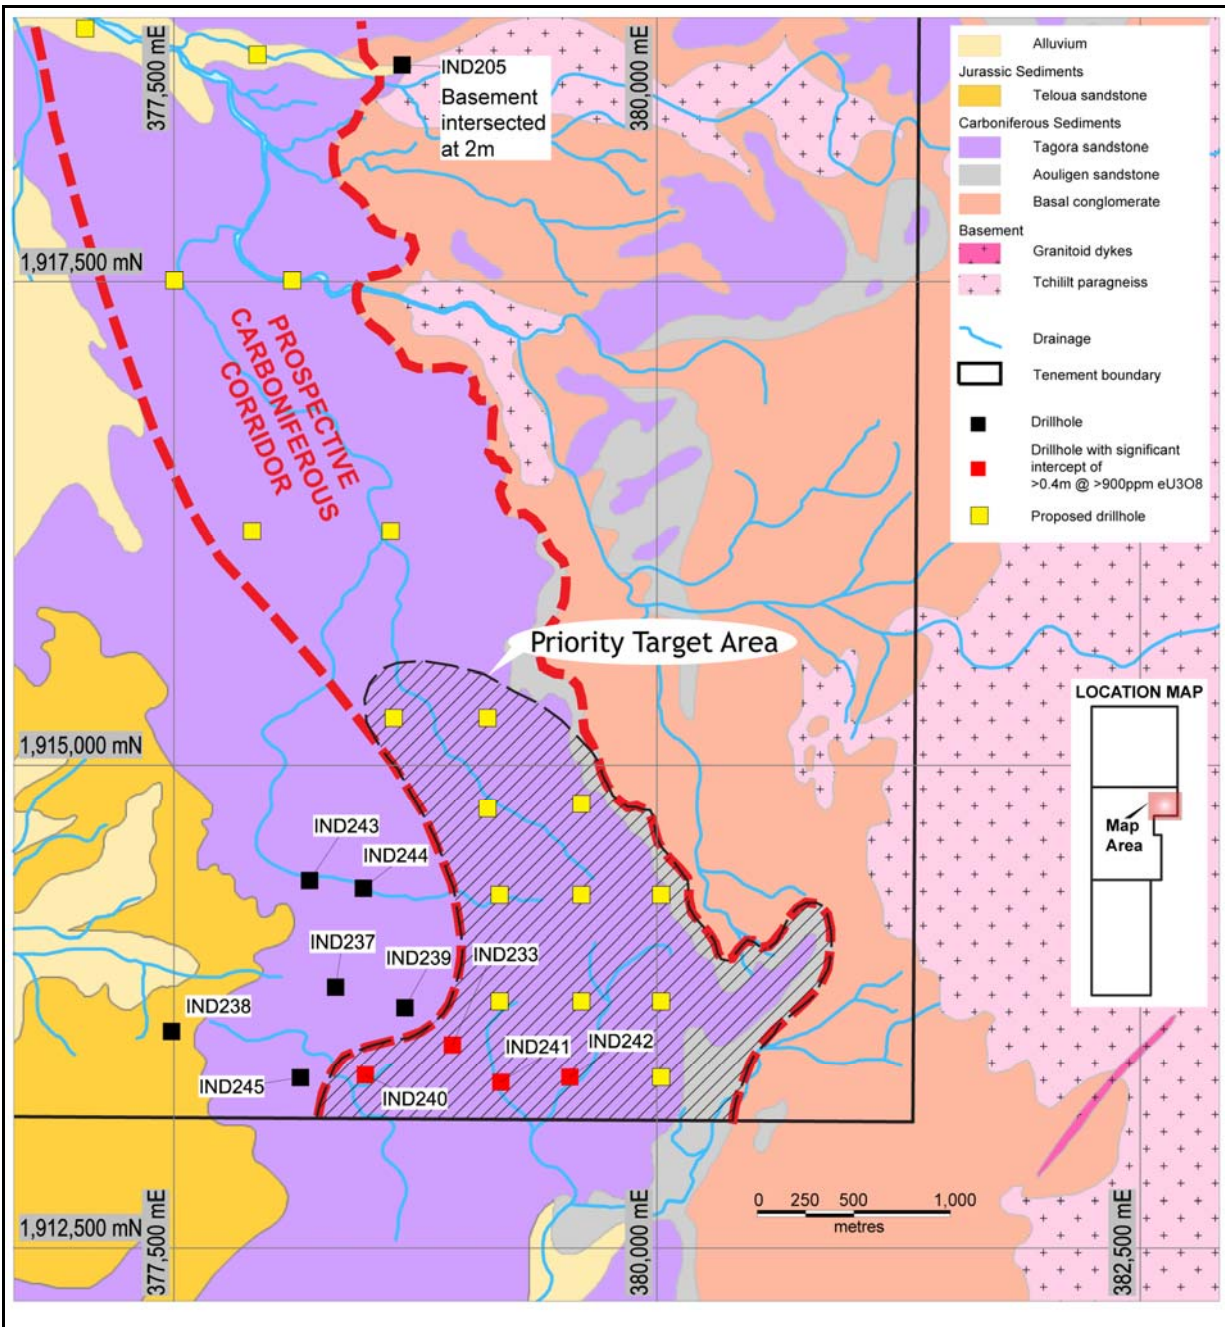 377,500 mE
380,000 mE
IND205
Basement
intersected
at 2m
Alluvium
Jurassic Sediments
Teloua sandstone
Carboniferous Sediments
Tagora sandstone
Aouligen sandstone
Basal conglomerate
Basement
Granitoid dykes
Tchililt paragneiss
Drainage
Tenement boundary
Drillhole
Drillhole with significant
intercept of
>0.4m @ >900ppm eU3O8
Proposed drillhole
1,917,500 mN
PROSPECTIVE
CARBONIFEROUS
CORRIDOR
Priority Target Area
LOCATION MAP
Map
Area
1,915,000 mN
IND243
IND244
IND237
IND239
IND233
IND238
IND241
IND242
IND245
IND240
0 250 500 1,000
metres
1,912,500 mN
377,500 mE
380,000 mE
382,500 mE